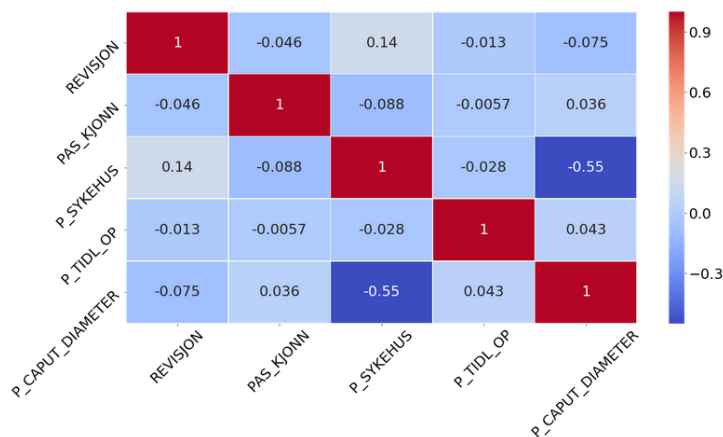 REVISJON 1 -0.046 0.14 -0.013 -0.075
PAS_KJONN -0.046 1 -0.088 -0.0057 0.036
P_SYKEHUS 0.14 -0.088 1 -0.028 -0.55
P_TIDL_OP -0.013 -0.0057 -0.028 1 0.043
P_CAPUT_DIAMETER -0.075 0.036 -0.55 0.043 1
REVISJON PAS_KJONN P_SYKEHUS P_TIDL_OP P_CAPUT_DIAMETER
0.9
0.6
0.3
0.0
−0.3